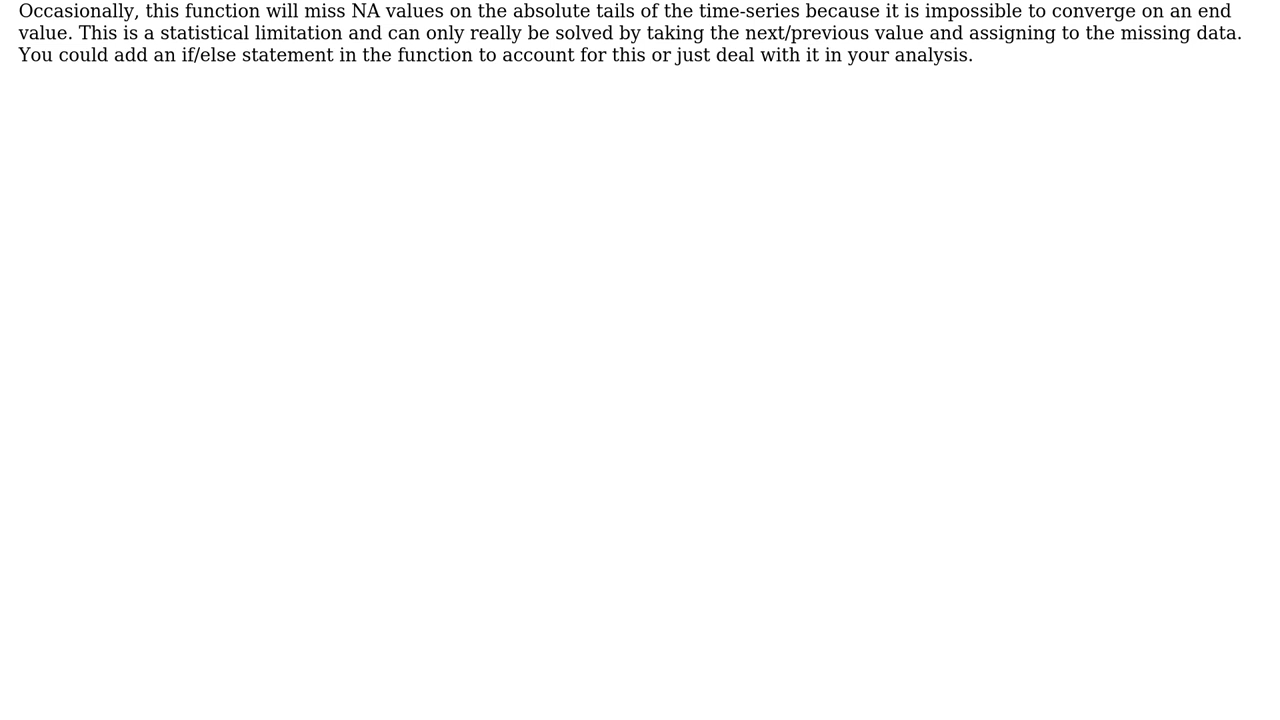 Occasionally, this function will miss NA values on the absolute tails of the time-series because it is impossible to converge on an end
value. This is a statistical limitation and can only really be solved by taking the next/previous value and assigning to the missing data.
You could add an if/else statement in the function to account for this or just deal with it in your analysis.